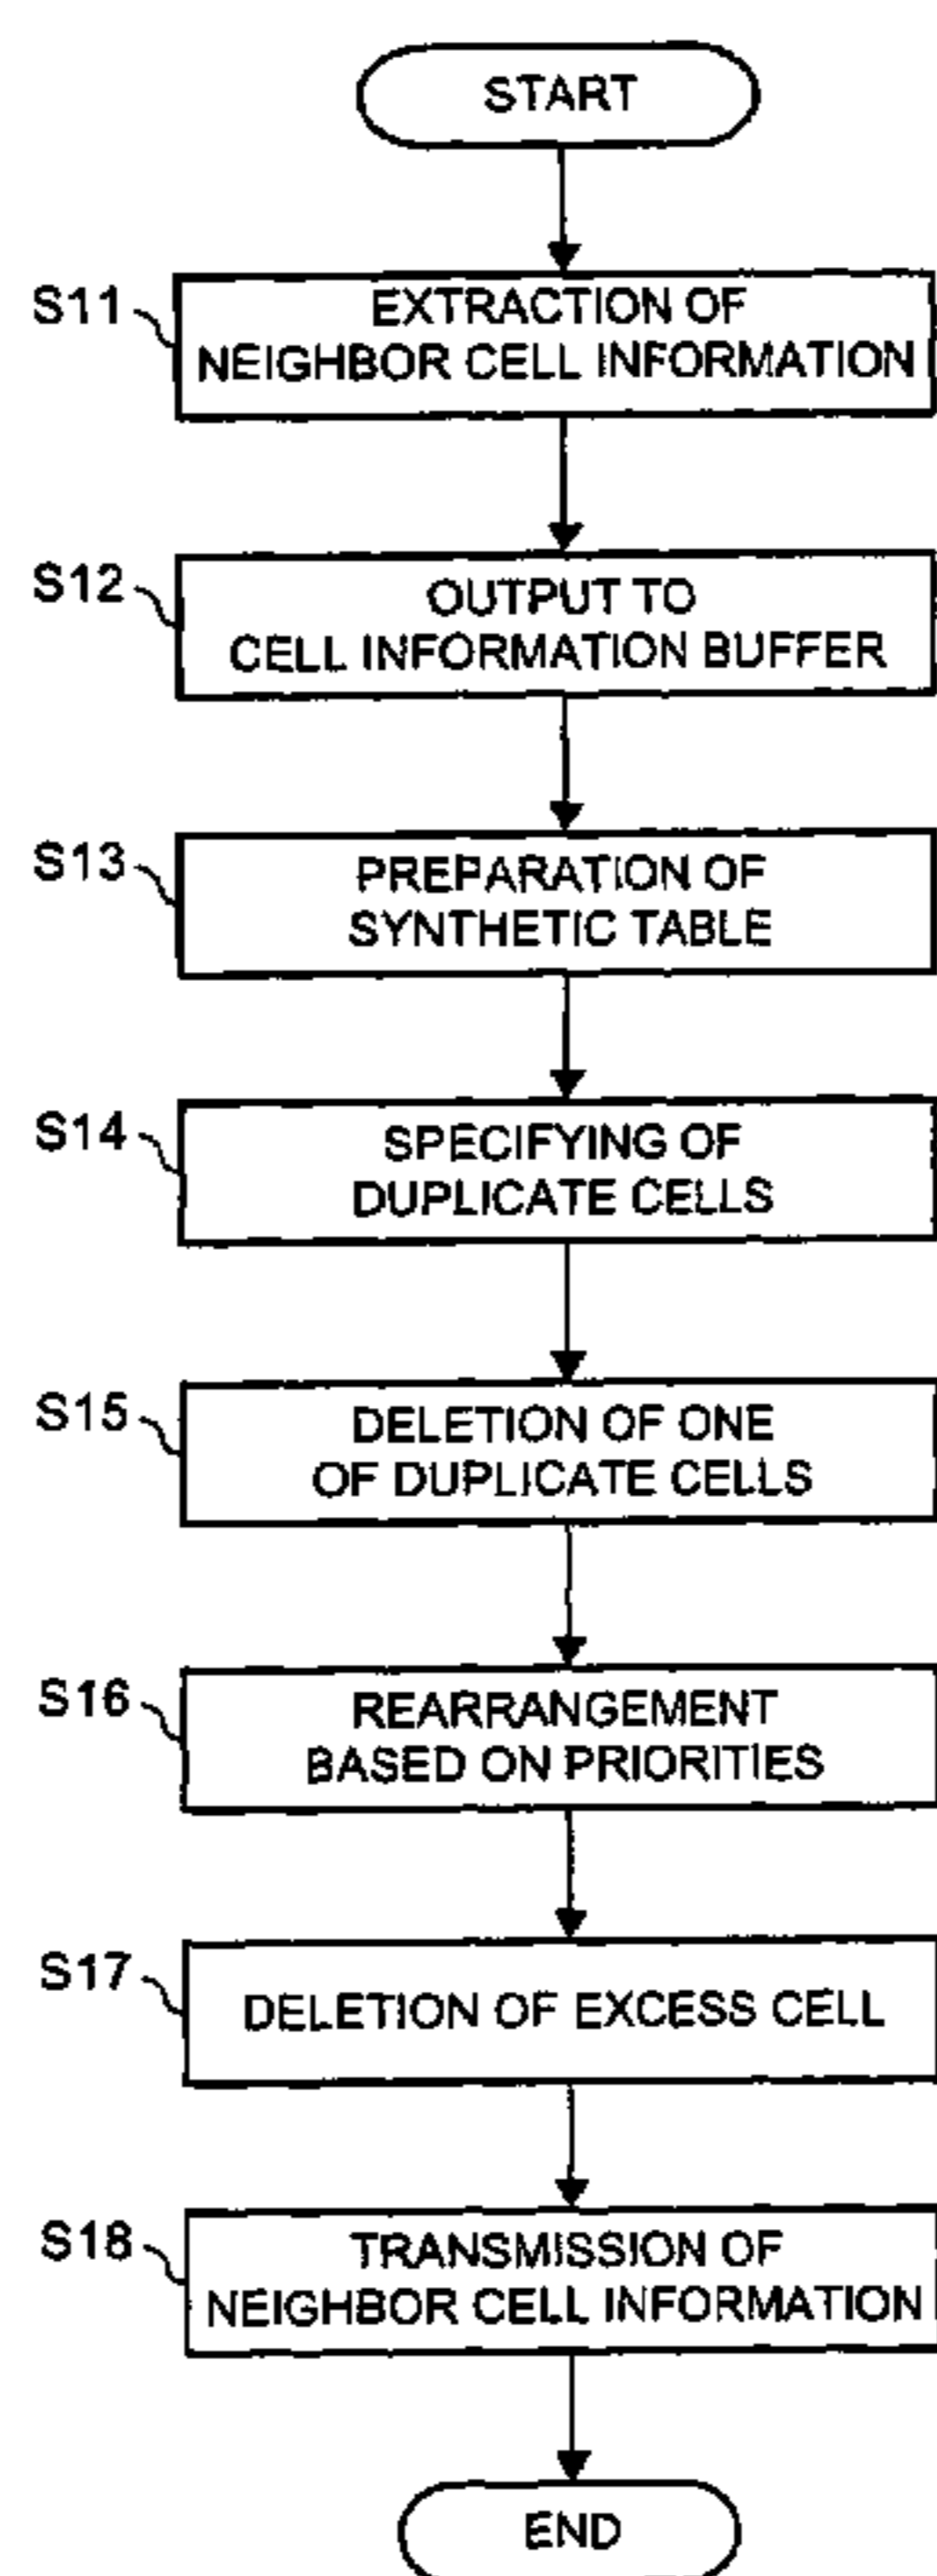 START
S11
EXTRACTION OF
NEIGHBOR CELL INFORMATION
S12
OUTPUT TO
CELL INFORMATION BUFFER
S13
PREPARATION OF
SYNTHETIC TABLE
S14
SPECIFYING OF
DUPLICATE CELLS
S15
DELETION OF ONE
OF DUPLICATE CELLS
S16
REARRANGEMENT
BASED ON PRIORITIES
S17
DELETION OF EXCESS CELL
S18
TRANSMISSION OF
NEIGHBOR CELL INFORMATION
END